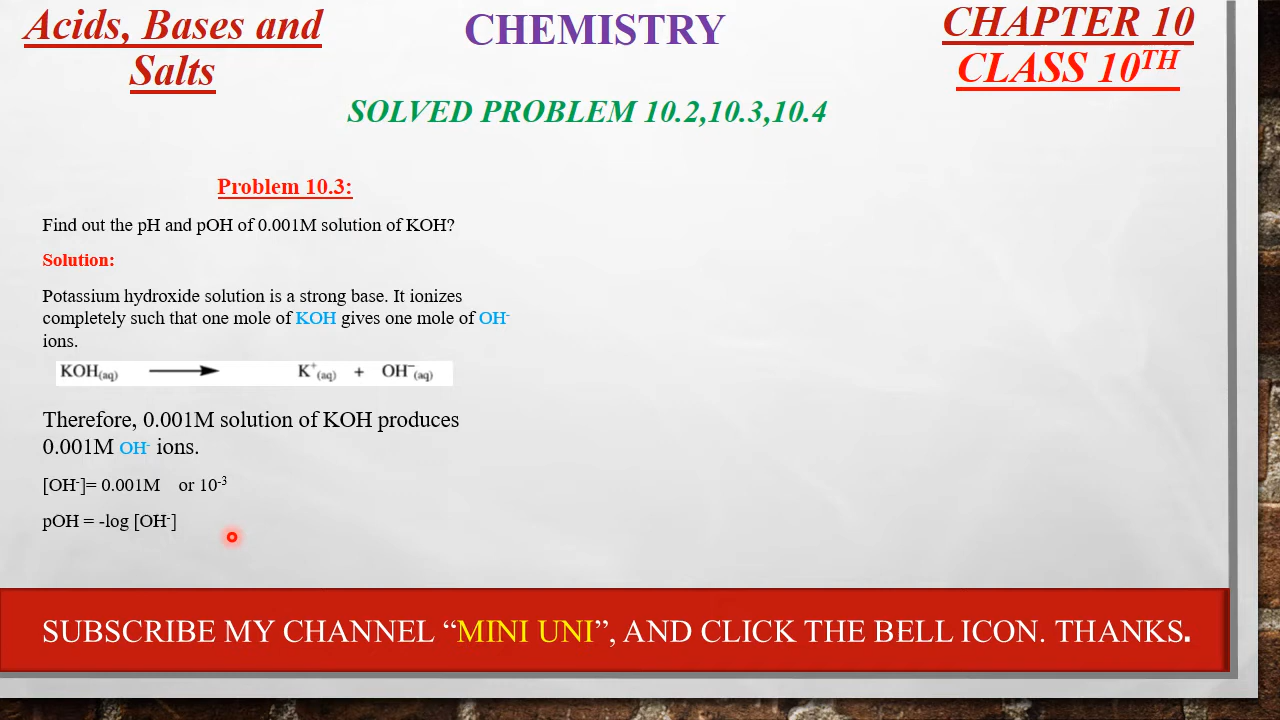 Acids, Bases and
Salts
CHEMISTRY
CHAPTER 10
CLASS 10TH
SOLVED PROBLEM 10.2,10.3,10.4
Problem 10.3:
Find out the pH and pOH of 0.001M solution of KOH?
Solution:
Potassium hydroxide solution is a strong base. It ionizes
completely such that one mole of KOH gives one mole of OH-
ions.
KOH(aq) ⟶ K+(aq) + OH−(aq)
Therefore, 0.001M solution of KOH produces
0.001M OH- ions.
[OH-]= 0.001M or 10-3
pOH = -log [OH-]
SUBSCRIBE MY CHANNEL “MINI UNI”, AND CLICK THE BELL ICON. THANKS.